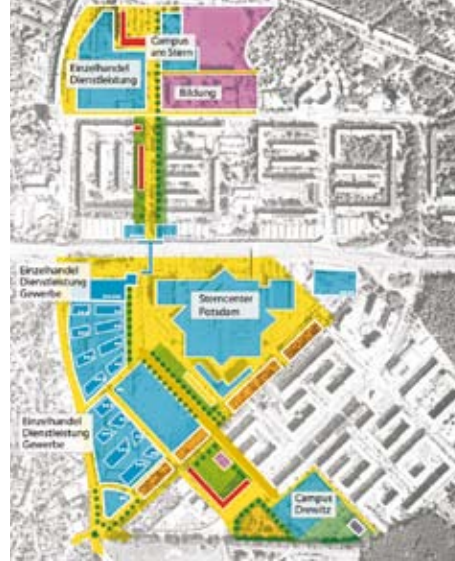 Campus
am Stern
Einzelhandel
Dienstleistung
Bildung
Einzelhandel
Dienstleistung
Gewerbe
Sterncenter
Potsdam
Einzelhandel
Dienstleistung
Gewerbe
Campus
Drewitz